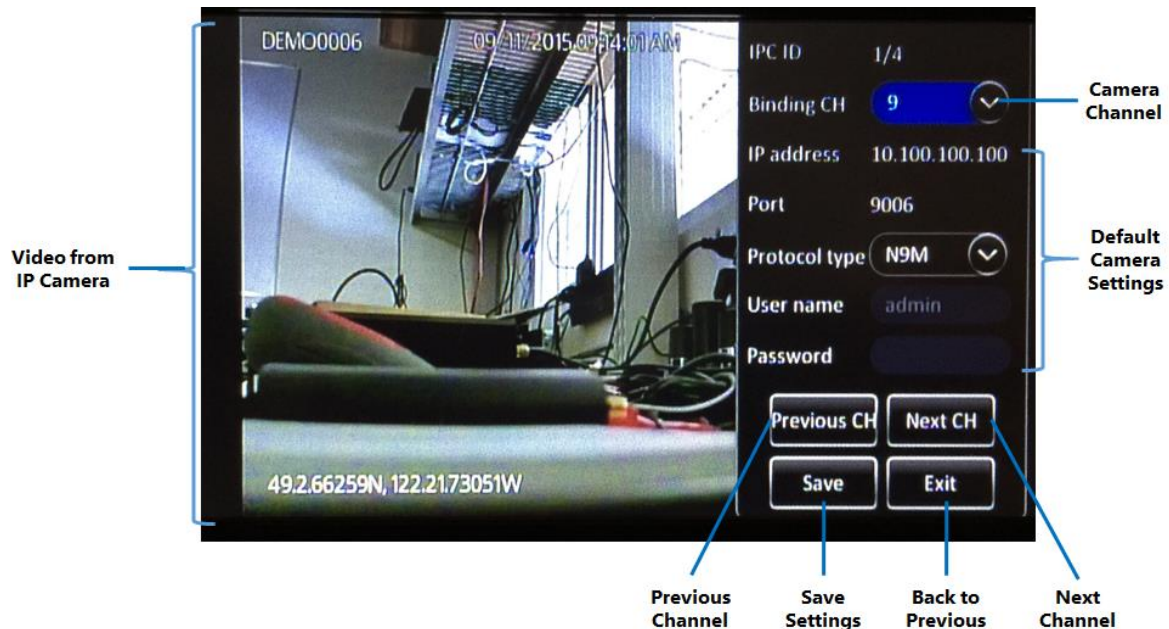 DEMO0006 09/11/2015 09:14:01 AM
IPC ID 1/4
Binding CH 9
Camera
Channel
IP address 10.100.100.100
Port 9006
Protocol type N9M
User name admin
Password
Default
Camera
Settings
Video from
IP Camera
Previous CH Next CH
Save Exit
49.2.66259N, 122.21.73051W
Previous
Channel
Save
Settings
Back to
Previous
Next
Channel